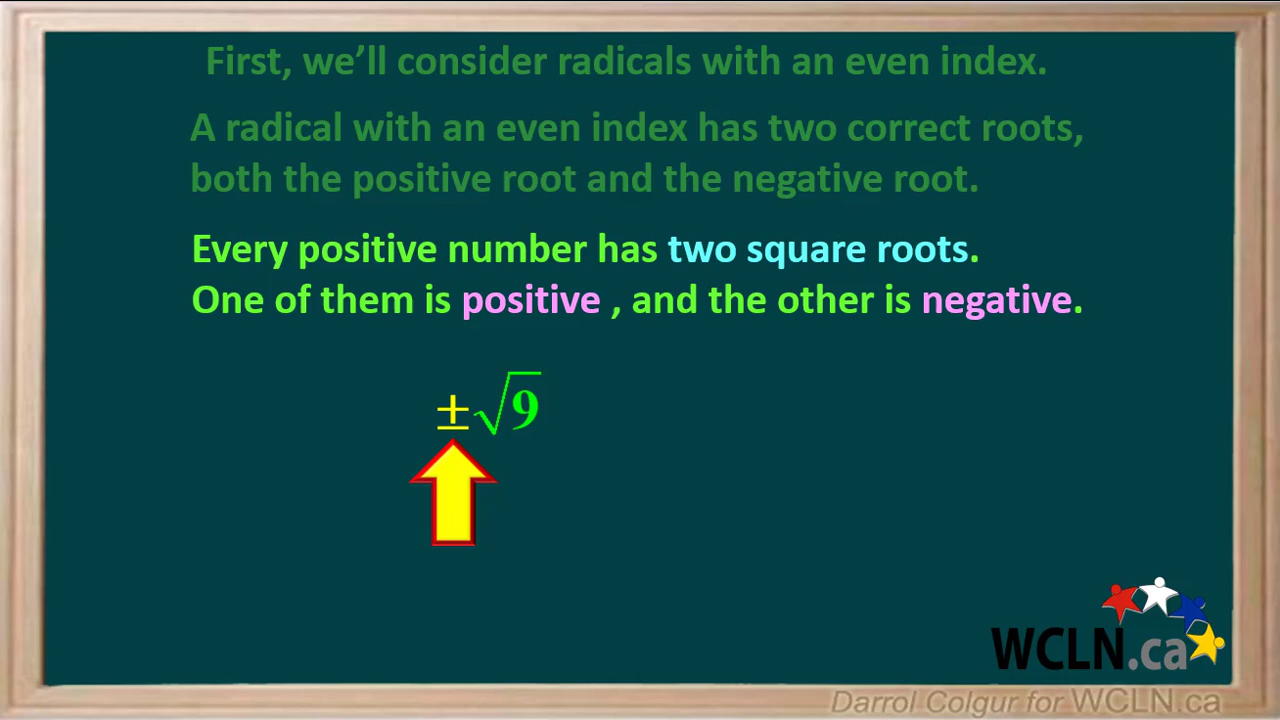 First, we’ll consider radicals with an even index.
A radical with an even index has two correct roots,
both the positive root and the negative root.
Every positive number has two square roots.
One of them is positive , and the other is negative.
±√9
WCLN.ca
Darrol Colgur for WCLN.ca